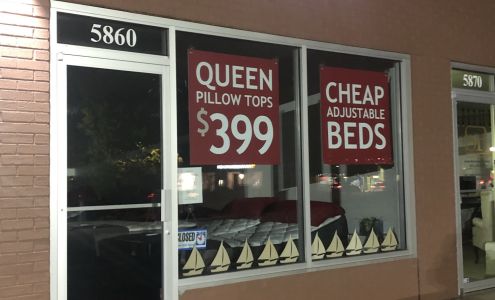 5860
QUEEN
PILLOW TOPS
$399
CHEAP
ADJUSTABLE
BEDS
5870
CLOSED